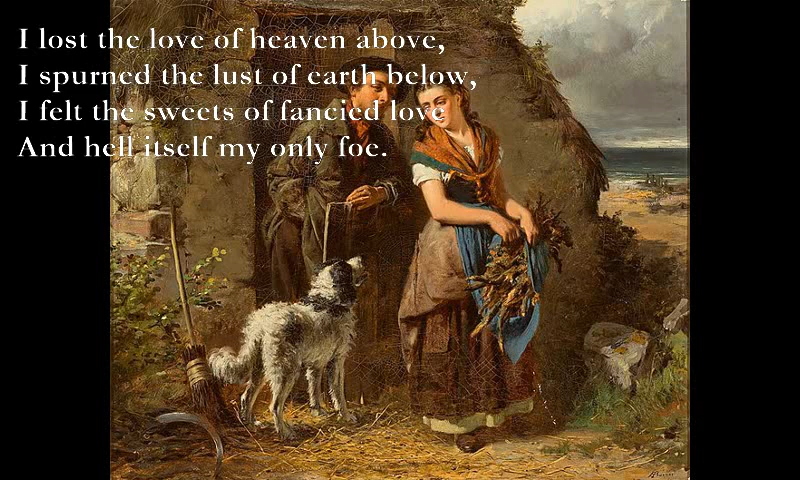 I lost the love of heaven above,
I spurned the lust of earth below,
I felt the sweets of fancied love
And hell itself my only foe.